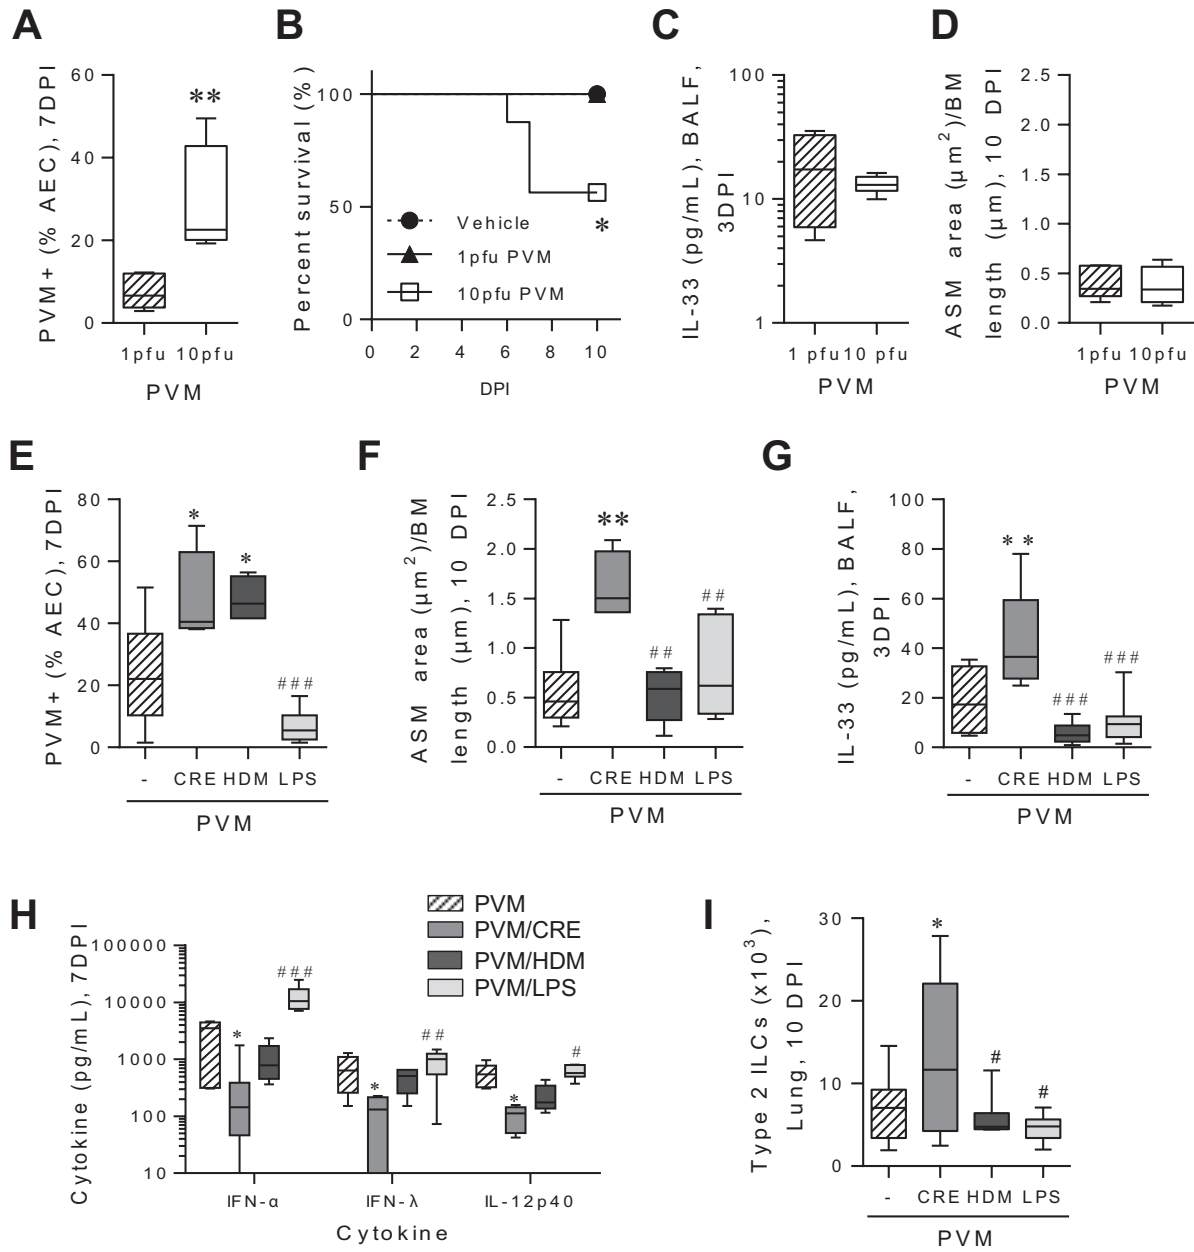 A
PVM+ (% AEC), 7DPI
60
40
20
0
**
1pfu 10pfu
PVM
B
Percent survival (%)
100
50
0
Vehicle
1pfu PVM
10pfu PVM
*
0 2 4 6 8 10
DPI
C
IL-33 (pg/mL), BALF,
3DPI
100
10
1
1 pfu 10 pfu
PVM
D
ASM area (µm²)/BM
length (µm), 10 DPI
2.5
2.0
1.5
1.0
0.5
0.0
1pfu 10pfu
PVM
E
PVM+ (% AEC), 7DPI
80
60
40
20
0
*
*
###
- CRE HDM LPS
PVM
F
ASM area (µm²)/BM
length (µm), 10 DPI
2.5
2.0
1.5
1.0
0.5
0.0
**
##
##
- CRE HDM LPS
PVM
G
IL-33 (pg/mL), BALF,
3DPI
100
80
60
40
20
0
**
###
###
- CRE HDM LPS
PVM
H
PVM
PVM/CRE
PVM/HDM
PVM/LPS
Cytokine (pg/mL), 7DPI
100000
10000
1000
100
10
*
###
*
##
*
#
IFN-α IFN-λ IL-12p40
Cytokine
I
Type 2 ILCs (x10³),
Lung, 10 DPI
30
20
10
0
*
#
#
- CRE HDM LPS
PVM